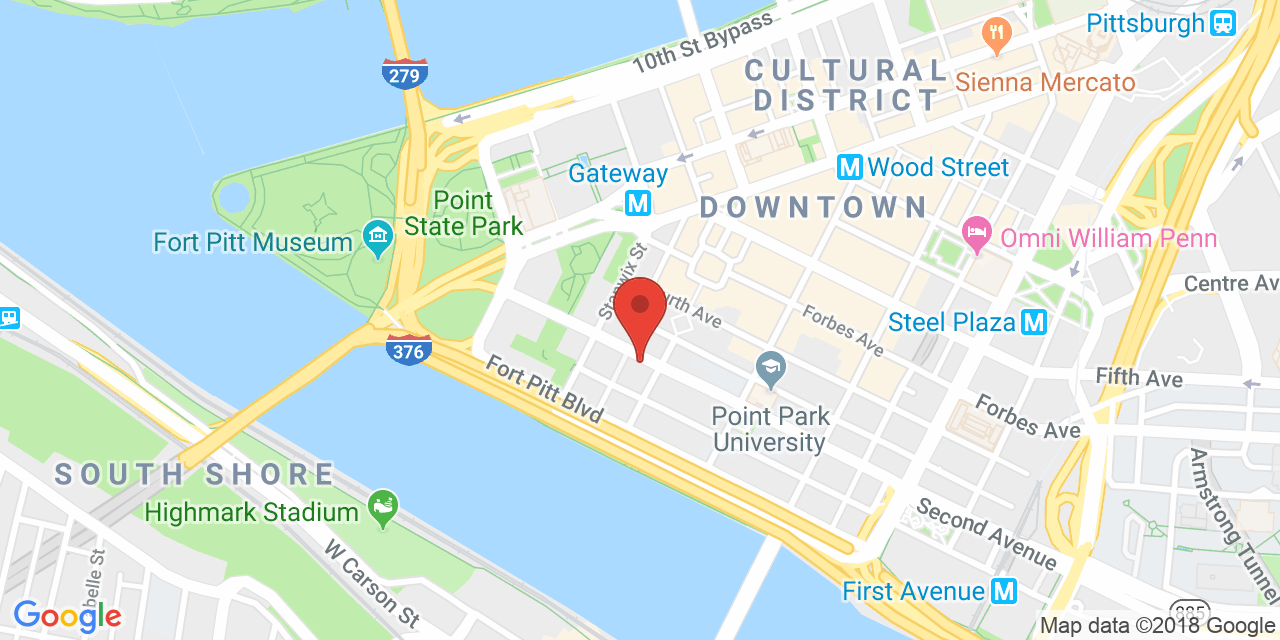 Pittsburgh
10th St Bypass
279
CULTURAL
DISTRICT
Sienna Mercato
Gateway
M
M Wood Street
Point
State Park
DOWNTOWN
Fort Pitt Museum
Omni William Penn
Stanwix St
Centre Av
urth Ave
Forbes Ave
Steel Plaza M
376
Fort Pitt Blvd
Fifth Ave
Forbes Ave
Point Park
University
SOUTH SHORE
Highmark Stadium
Armstrong Tunnel
Second Avenue
W Carson St
belle St
First Avenue M
885
Google
Map data ©2018 Google